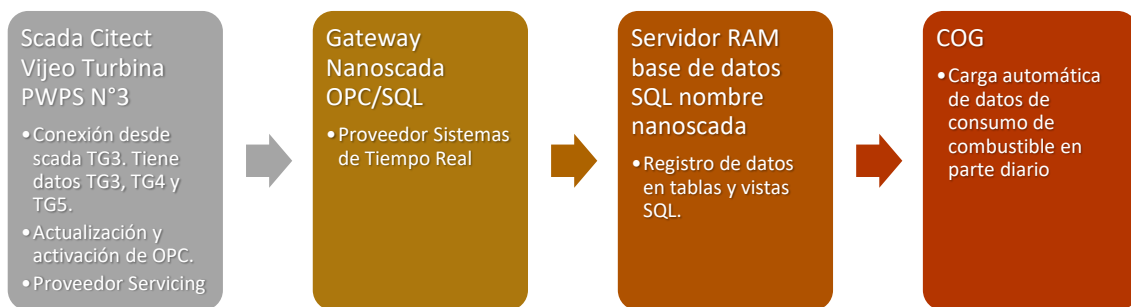 Scada Citect
Vijeo Turbina
PWPS N°3
•Conexión desde
scada TG3. Tiene
datos TG3, TG4 y
TG5.
•Actualización y
activación de OPC.
•Proveedor Servicing
Gateway
Nanoscada
OPC/SQL
•Proveedor Sistemas
de Tiempo Real
Servidor RAM
base de datos
SQL nombre
nanoscada
•Registro de datos
en tablas y vistas
SQL.
COG
•Carga automática
de datos de
consumo de
combustible en
parte diario